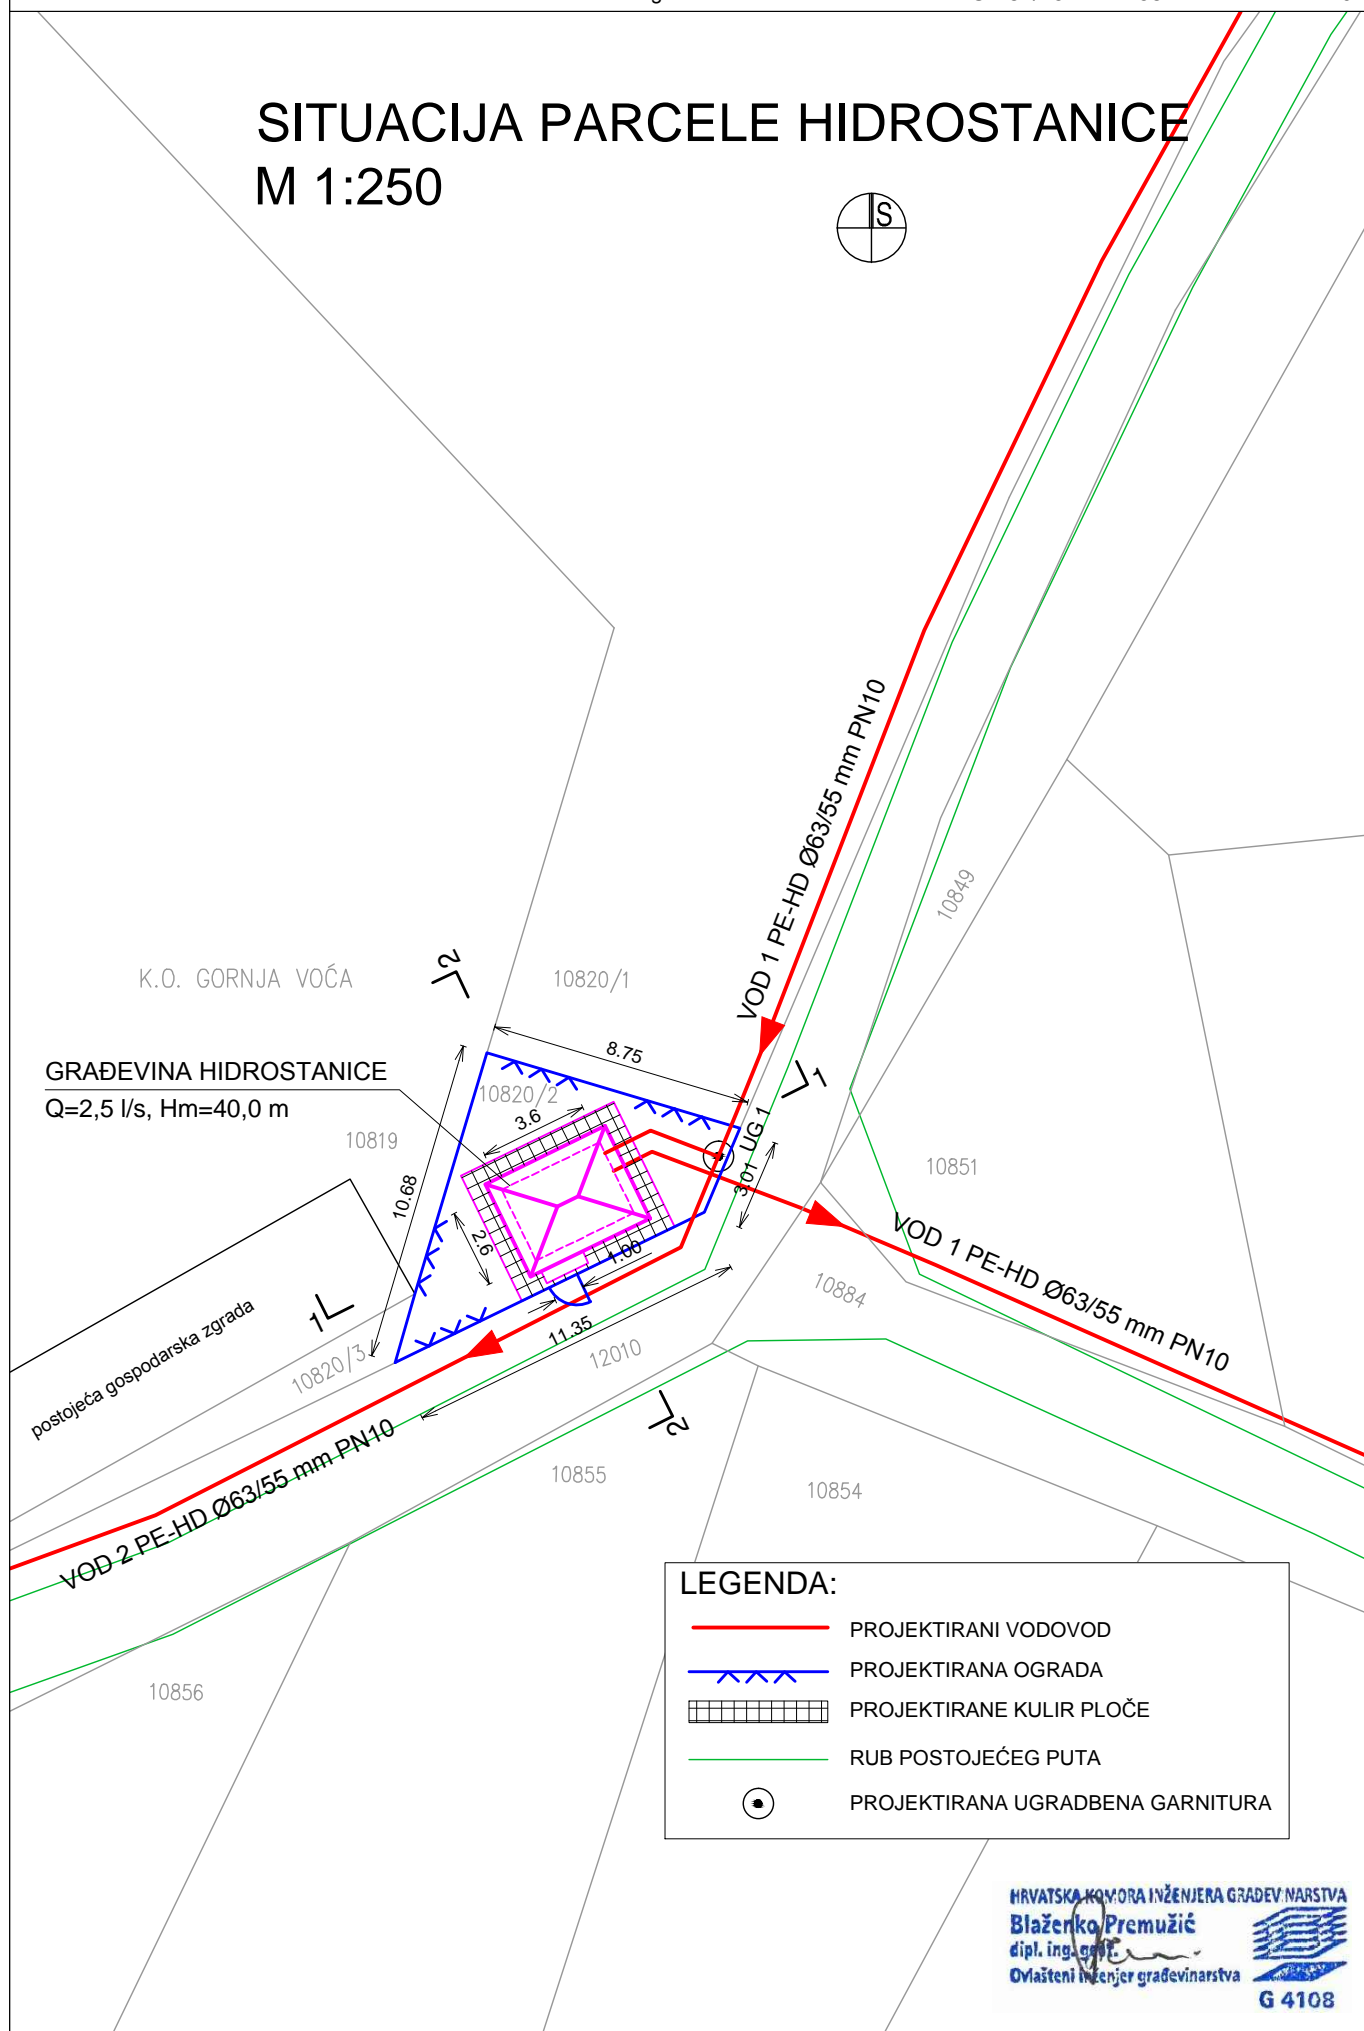 SITUACIJA PARCELE HIDROSTANICE
M 1:250
S
VOD 1 PE-HD Ø63/55 mm PN10
10849
K.O. GORNJA VOĆA
2
10820/1
8.75
1
GRAĐEVINA HIDROSTANICE
Q=2,5 l/s, Hm=40,0 m
10820/2
3.6
UG 1
10819
10851
3.01
10.68
2.6
1.00
VOD 1 PE-HD Ø63/55 mm PN10
10884
1
11.35
12010
postojeća gospodarska zgrada
10820/3
2
VOD 2 PE-HD Ø63/55 mm PN10
10855
10854
10856
LEGENDA:
PROJEKTIRANI VODOVOD
PROJEKTIRANA OGRADA
PROJEKTIRANE KULIR PLOČE
RUB POSTOJEĆEG PUTA
PROJEKTIRANA UGRADBENA GARNITURA
HRVATSKA KOMORA INŽENJERA GRAĐEVINARSTVA
Blaženko Premužić
dipl. ing.
Ovlašteni inženjer građevinarstva
G 4108